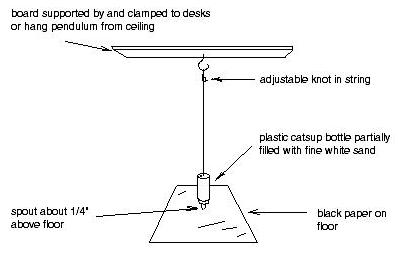 board supported by and clamped to desks
or hang pendulum from ceiling
adjustable knot in string
plastic catsup bottle partially
filled with fine white sand
spout about 1/4"
above floor
black paper on
floor